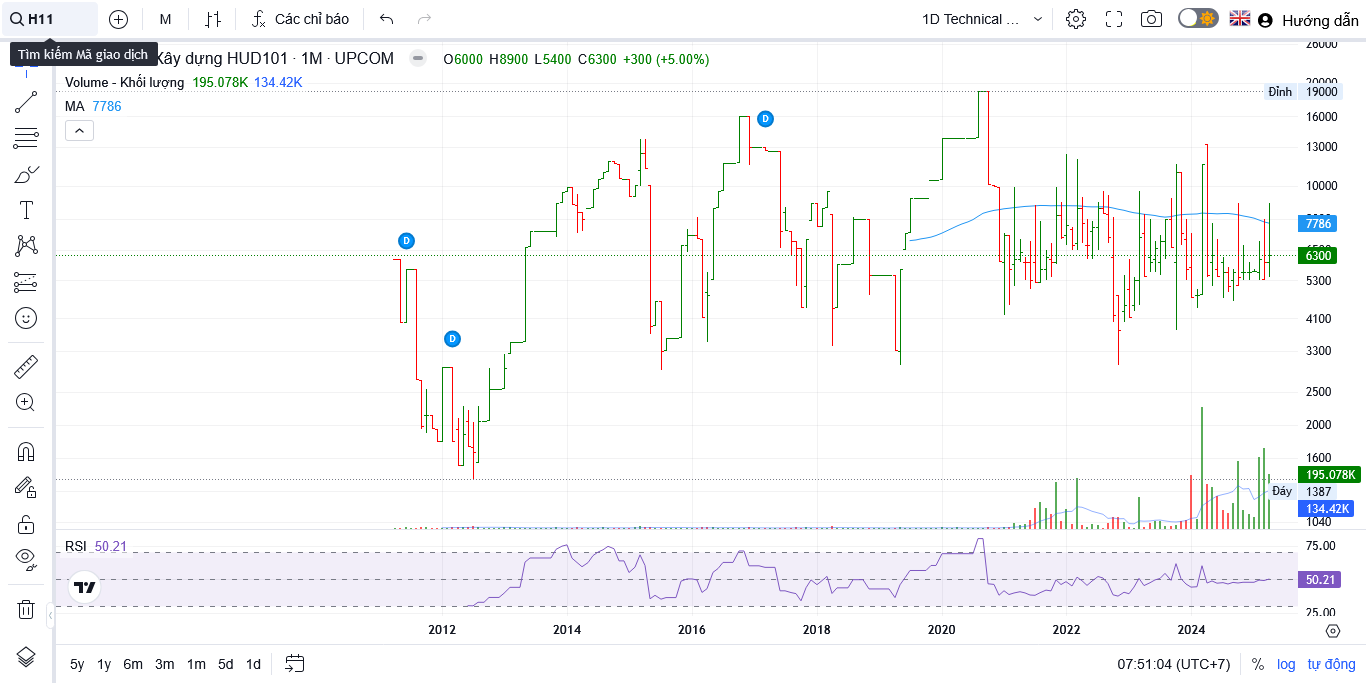 H11
M
Các chỉ báo
1D Technical ...
Hướng dẫn
Tìm kiếm Mã giao dịch
Xây dựng HUD101 · 1M · UPCOM
O6000 H8900 L5400 C6300 +300 (+5.00%)
Volume - Khối lượng 195.078K 134.42K
MA 7786
26000
20000
Đỉnh 19000
16000
13000
10000
7786
6300
5300
4100
3300
2500
2000
1600
195.078K
Đáy 1387
134.42K
1040
D
D
D
RSI 50.21
75.00
50.21
25.00
2012 2014 2016 2018 2020 2022 2024
5y 1y 6m 3m 1m 5d 1d
07:51:04 (UTC+7)
% log tự động